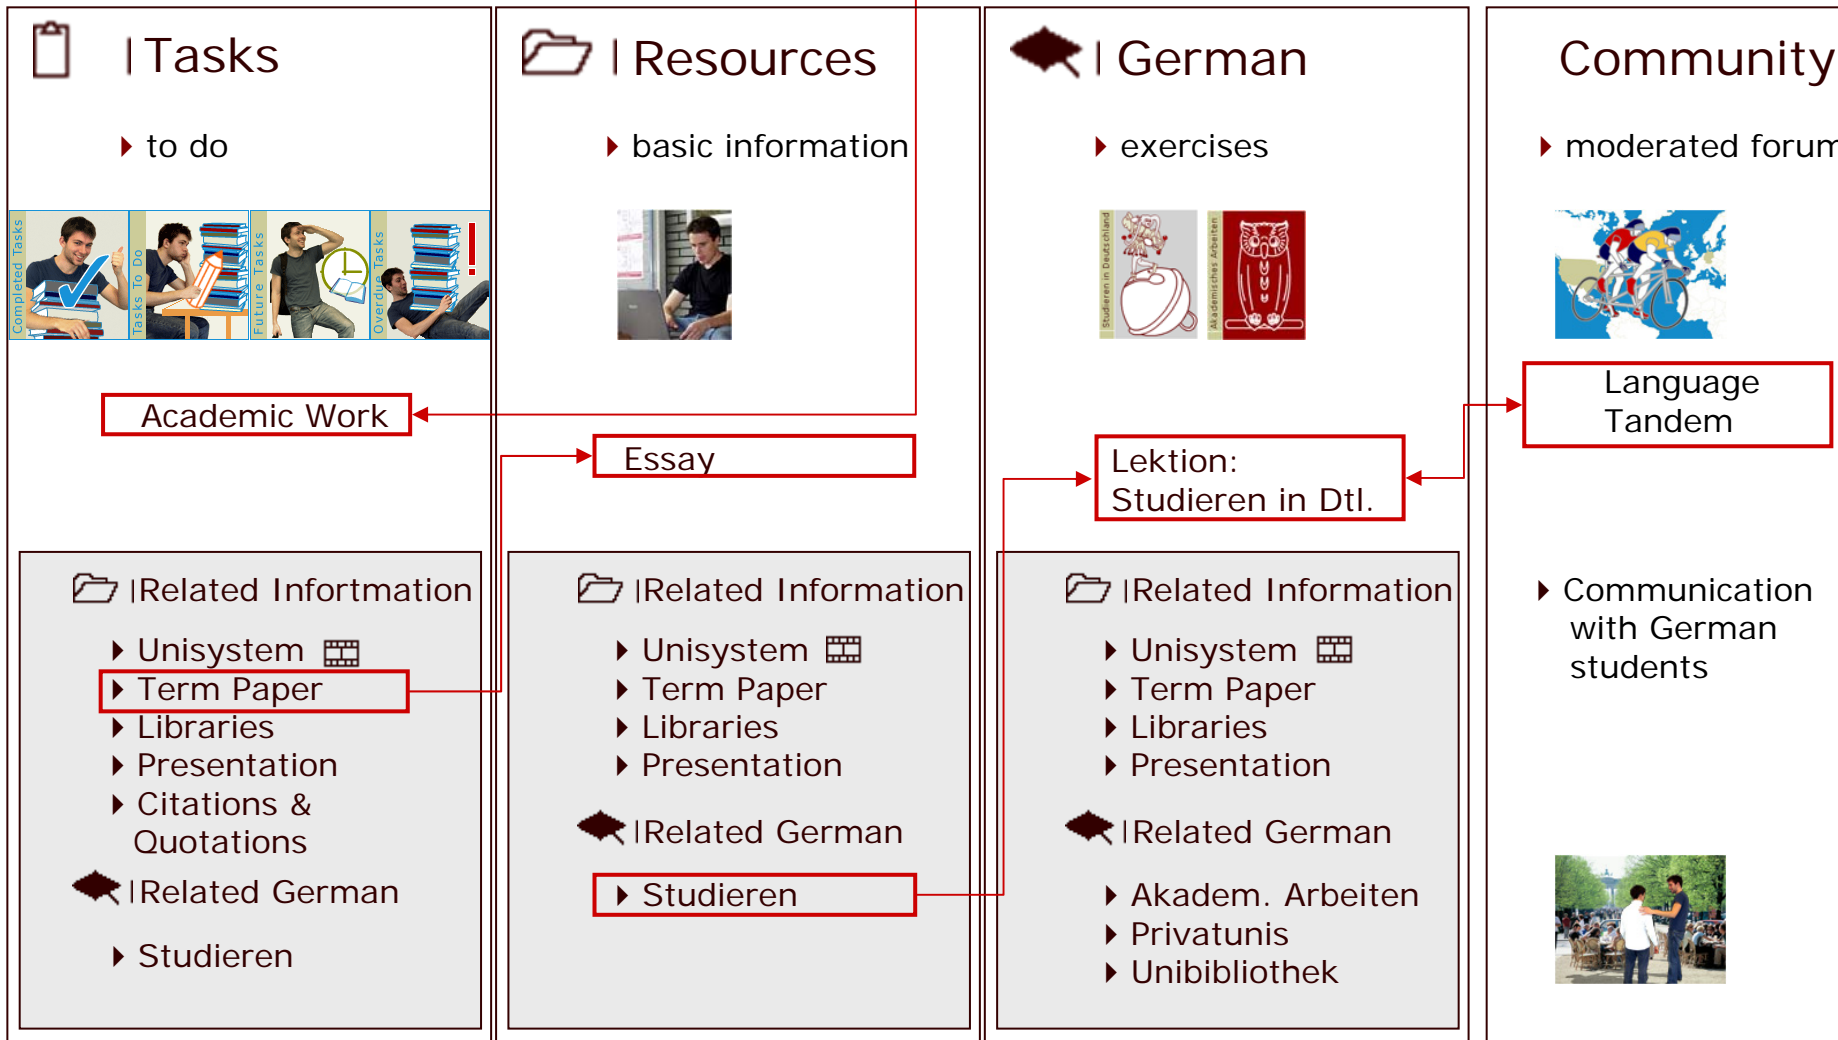 Tasks
to do
Completed Tasks
Tasks To Do
Future Tasks
Overdue Tasks
Academic Work
Related Infortmation
Unisystem
Term Paper
Libraries
Presentation
Citations &
Quotations
Related German
Studieren
Resources
basic information
Essay
Related Information
Unisystem
Term Paper
Libraries
Presentation
Related German
Studieren
German
exercises
Studieren in Deutschland
Akademisches Arbeiten
Lektion:
Studieren in Dtl.
Related Information
Unisystem
Term Paper
Libraries
Presentation
Related German
Akadem. Arbeiten
Privatunis
Unibibliothek
Community
moderated forum
Language
Tandem
Communication
with German
students